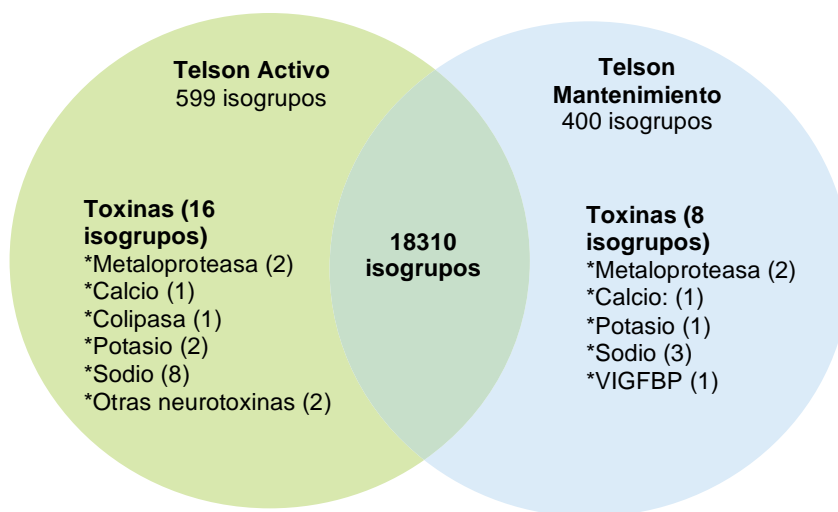 Telson Activo
599 isogrupos
Toxinas (16
isogrupos)
*Metaloproteasa (2)
*Calcio (1)
*Colipasa (1)
*Potasio (2)
*Sodio (8)
*Otras neurotoxinas (2)
18310
isogrupos
Telson
Mantenimiento
400 isogrupos
Toxinas (8
isogrupos)
*Metaloproteasa (2)
*Calcio: (1)
*Potasio (1)
*Sodio (3)
*VIGFBP (1)